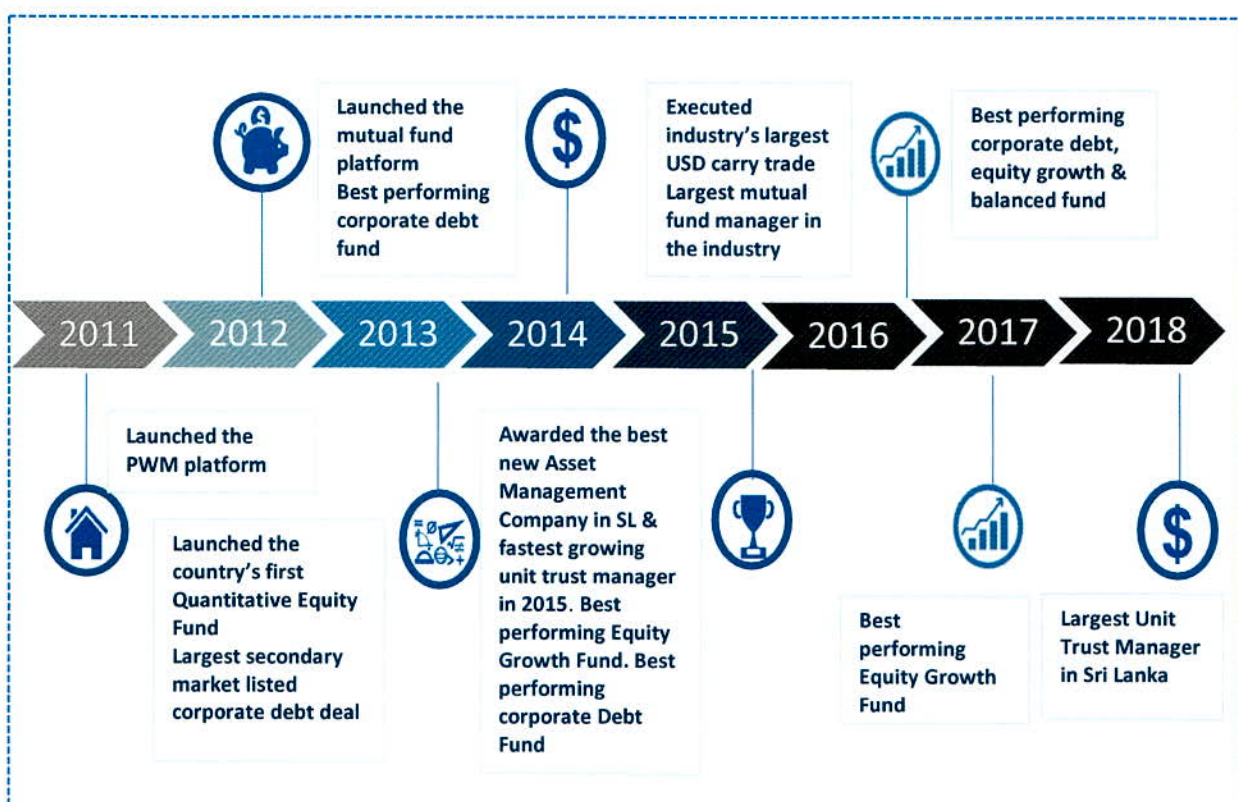 Launched the
mutual fund
platform
Best performing
corporate debt
fund
$
Executed
industry's largest
USD carry trade
Largest mutual
fund manager in
the industry
Best performing
corporate debt,
equity growth &
balanced fund
2011
2012
2013
2014
2015
2016
2017
2018
Launched the
PWM platform
Launched the
country's first
Quantitative Equity
Fund
Largest secondary
market listed
corporate debt deal
Awarded the best
new Asset
Management
Company in SL &
fastest growing
unit trust manager
in 2015. Best
performing Equity
Growth Fund. Best
performing
corporate Debt
Fund
Best
performing
Equity Growth
Fund
$
Largest Unit
Trust Manager
in Sri Lanka